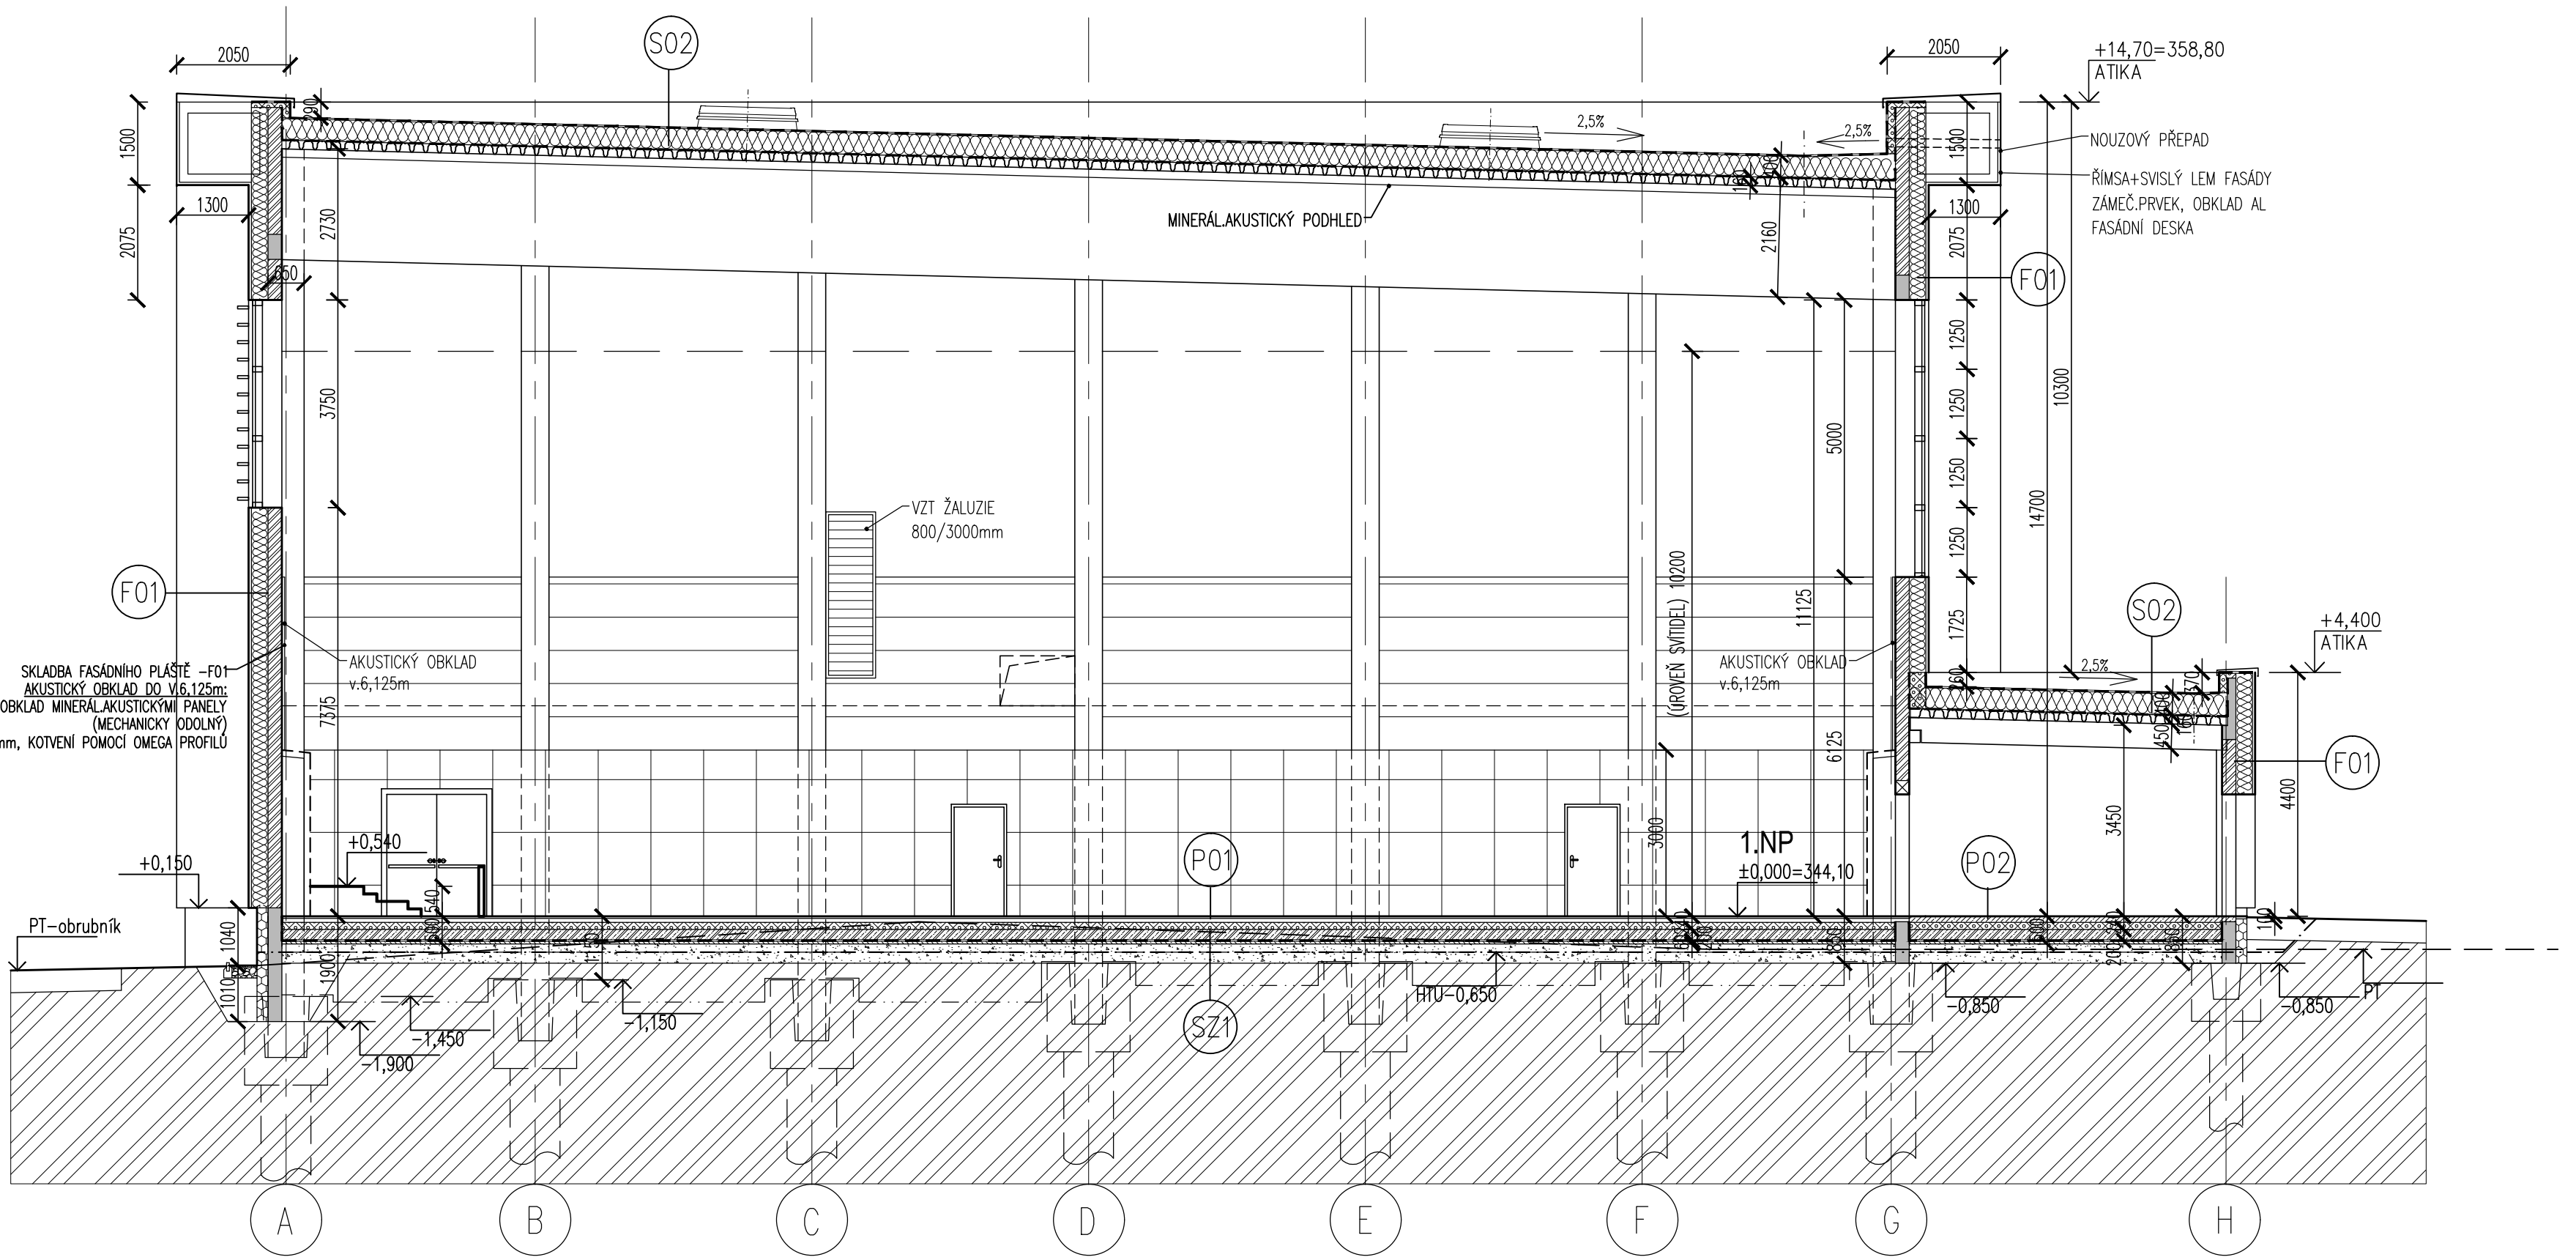 2050
S02
2050
+14,70=358,80
ATIKA
290
2,5%
2,5%
1500
1500
NOUZOVÝ PŘEPAD
ŘÍMSA+SVISLÝ LEM FASÁDY
ZÁMEČ.PRVEK, OBKLAD AL
FASÁDNÍ DESKA
MINERÁL.AKUSTICKÝ PODHLED
1300
2730
2160
1300
2075
2075
F01
650
1250
3750
1250
10300
5000
1250
14700
VZT ŽALUZIE
800/3000mm
1250
F01
(ÚROVEŇ SVÍTIDEL) 10200
11125
S02
1725
+4,400
ATIKA
SKLADBA FASÁDNÍHO PLÁŠTĚ -F01
AKUSTICKÝ OBKLAD DO V.6,125m:
OBKLAD MINERÁL.AKUSTICKÝMI PANELY
(MECHANICKY ODOLNÝ)
mm, KOTVENÍ POMOCÍ OMEGA PROFILŮ
AKUSTICKÝ OBKLAD
v.6,125m
AKUSTICKÝ OBKLAD
v.6,125m
2,5%
260
370
7375
6125
450
F01
4400
3450
3000
1.NP
±0,000=344,10
+0,540
+0,150
P01
P02
540
PT-obrubník
1040
1900
1010
100
HTU-0,650
-0,850
-0,850
PT
-1,150
-1,450
-1,900
SZ1
A
B
C
D
E
F
G
H